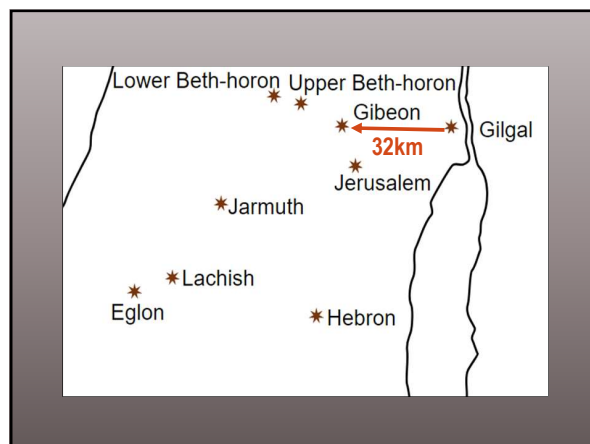 Lower Beth-horon
Upper Beth-horon
Gibeon
Gilgal
32km
Jerusalem
Jarmuth
Lachish
Eglon
Hebron